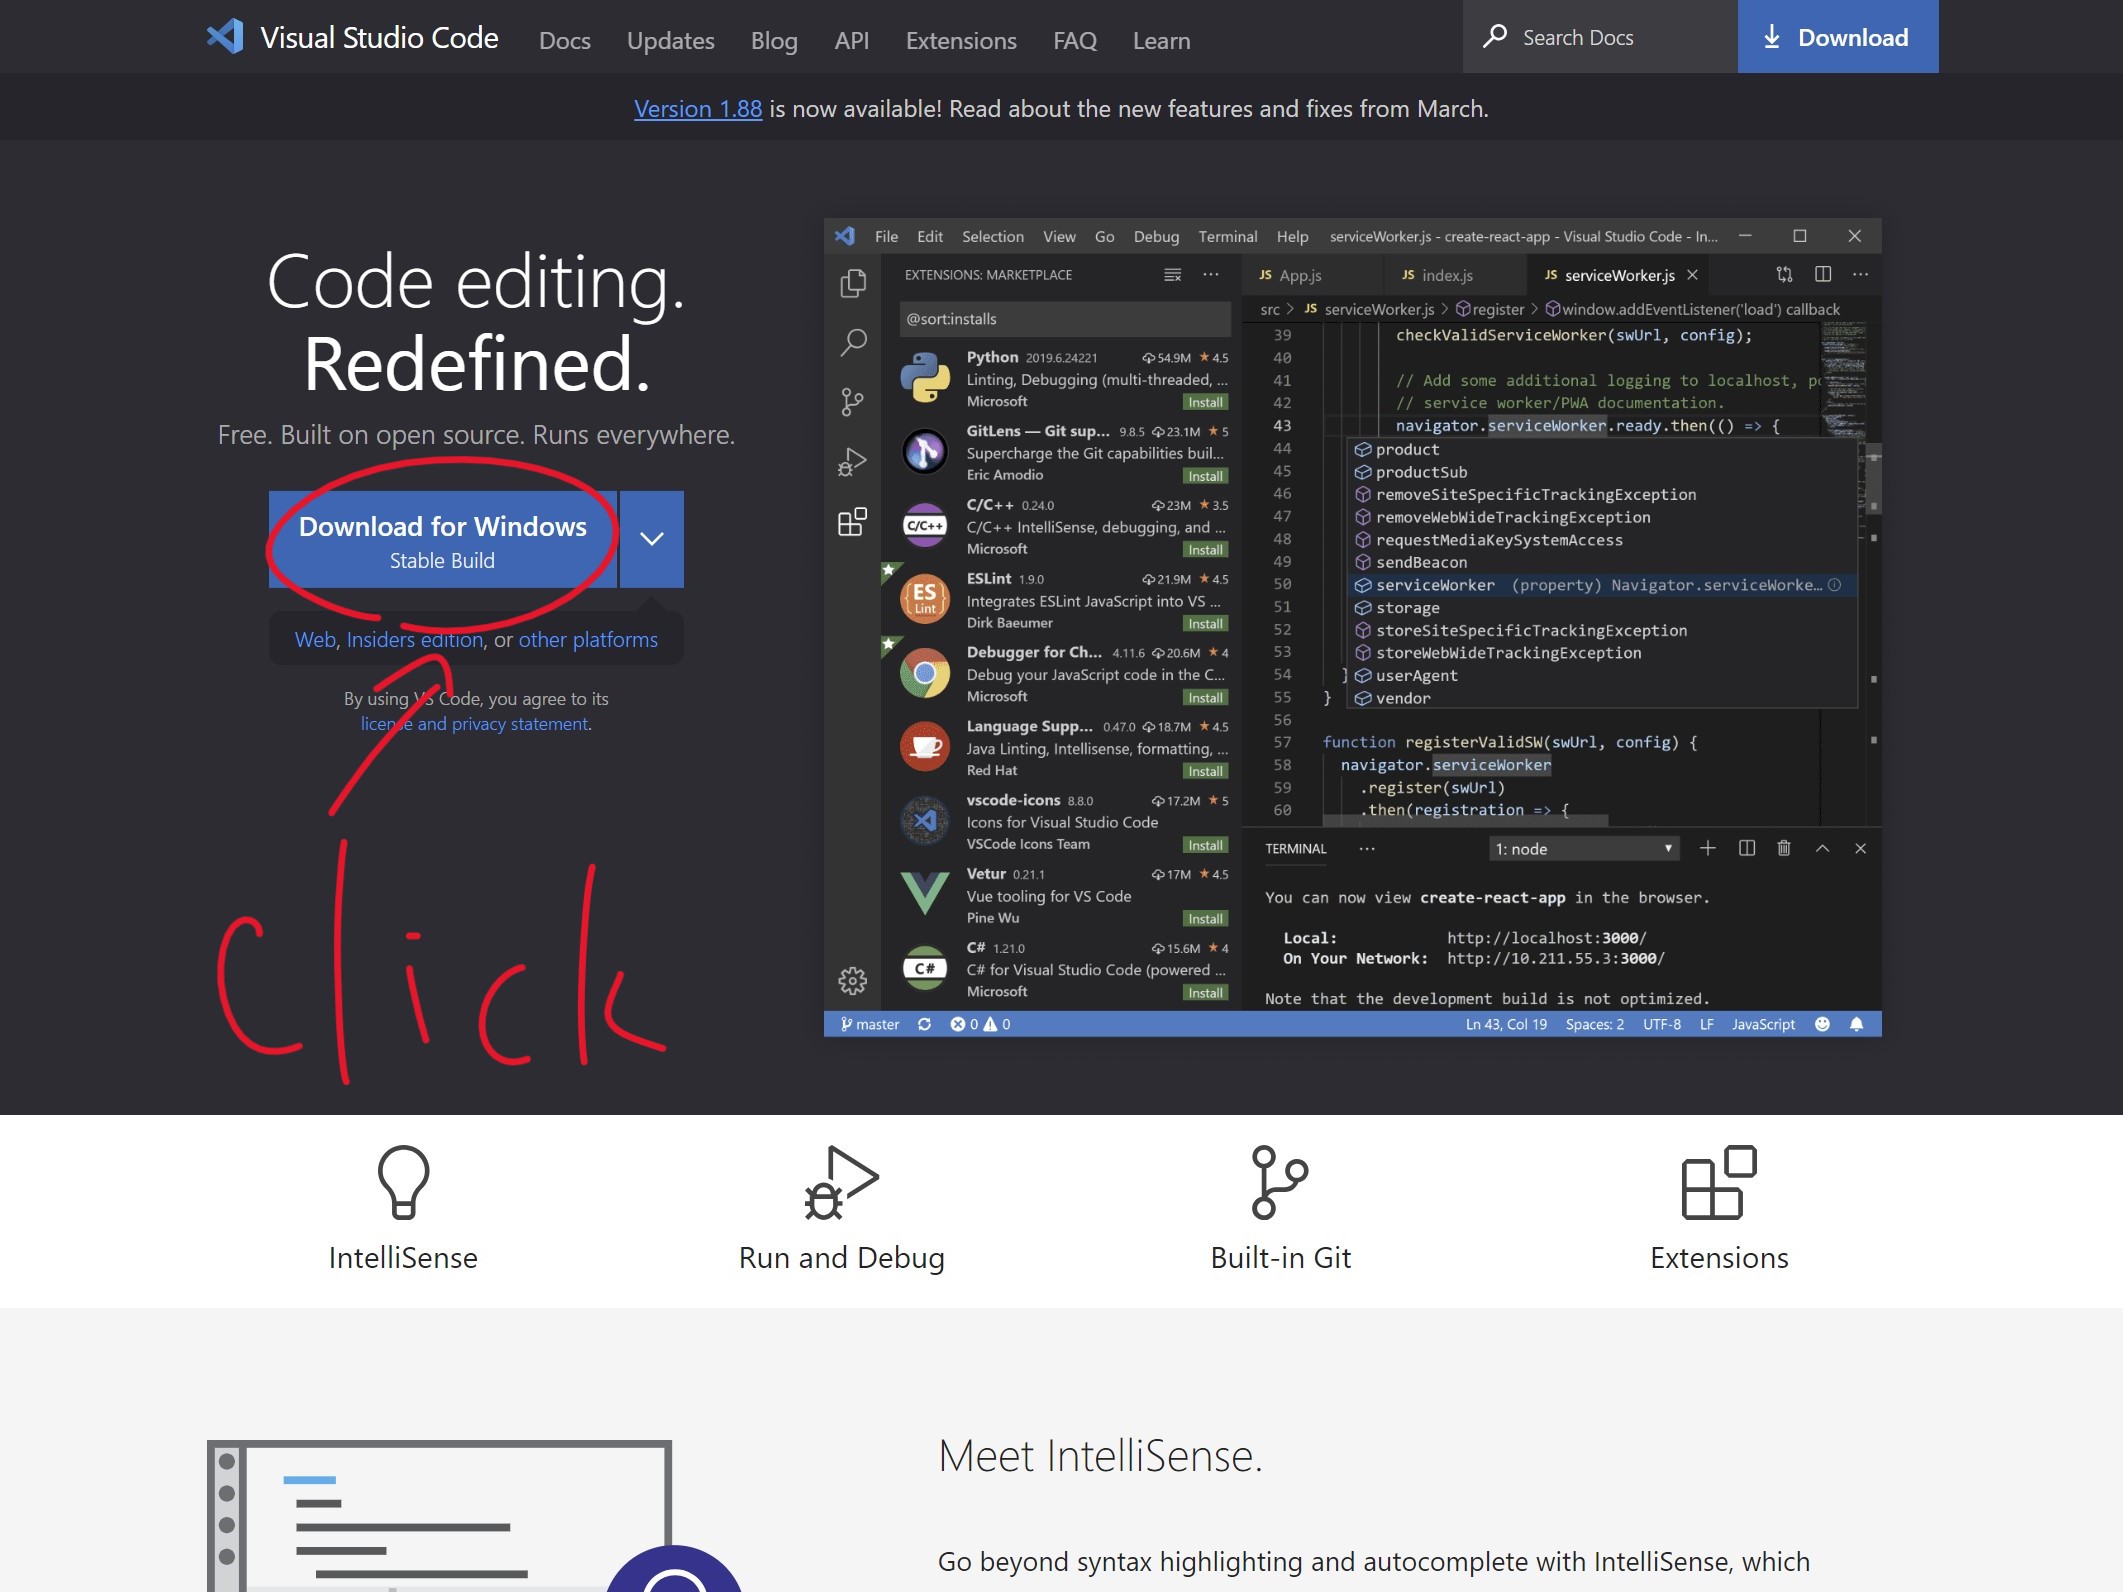 Visual Studio Code Docs Updates Blog API Extensions FAQ Learn Search Docs Download
Version 1.88 is now available! Read about the new features and fixes from March.
Code editing.
Redefined.
Free. Built on open source. Runs everywhere.
Download for Windows
Stable Build
Web, Insiders edition, or other platforms
By using VS Code, you agree to its
license and privacy statement.
click
File Edit Selection View Go Debug Terminal Help serviceWorker.js - create-react-app - Visual Studio Code - In...
EXTENSIONS: MARKETPLACE
@sort:installs
Python 2019.6.24221 54.9M ★ 4.5
Linting, Debugging (multi-threaded, ...
Microsoft Install
GitLens — Git sup... 9.8.5 23.1M ★ 5
Supercharge the Git capabilities buil...
Eric Amodio Install
C/C++
C/C++ 0.24.0 23M ★ 3.5
C/C++ IntelliSense, debugging, and ...
Microsoft Install
ES
Lint
ESLint 1.9.0 21.9M ★ 4.5
Integrates ESLint JavaScript into VS ...
Dirk Baeumer Install
Debugger for Ch... 4.11.6 20.6M ★ 4
Debug your JavaScript code in the C...
Microsoft Install
Language Supp... 0.47.0 18.7M ★ 4.5
Java Linting, Intellisense, formatting, ...
Red Hat Install
vscode-icons 8.8.0 17.2M ★ 5
Icons for Visual Studio Code
VSCode Icons Team Install
Vetur 0.21.1 17M ★ 4.5
Vue tooling for VS Code
Pine Wu Install
C#
C# 1.21.0 15.6M ★ 4
C# for Visual Studio Code (powered ...
Microsoft Install
JS App.js JS index.js JS serviceWorker.js
src > JS serviceWorker.js > register > window.addEventListener('load') callback
39 checkValidServiceWorker(swUrl, config);
40
41 // Add some additional logging to localhost, po
42 // service worker/PWA documentation.
43 navigator.serviceWorker.ready.then(() => {
44 product
45 productSub
46 removeSiteSpecificTrackingException
47 removeWebWideTrackingException
48 requestMediaKeySystemAccess
49 sendBeacon
50 serviceWorker (property) Navigator.serviceWorke...
51 storage
52 storeSiteSpecificTrackingException
53 storeWebWideTrackingException
54 } userAgent
55 } vendor
56
57 function registerValidSW(swUrl, config) {
58 navigator.serviceWorker
59 .register(swUrl)
60 .then(registration => {
TERMINAL ... 1: node
You can now view create-react-app in the browser.
Local: http://localhost:3000/
On Your Network: http://10.211.55.3:3000/
Note that the development build is not optimized.
master 0 0 Ln 43, Col 19 Spaces: 2 UTF-8 LF JavaScript
IntelliSense Run and Debug Built-in Git Extensions
Meet IntelliSense.
Go beyond syntax highlighting and autocomplete with IntelliSense, which